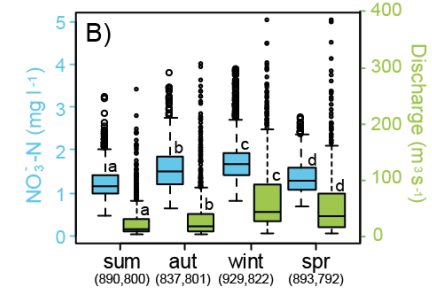 B)
NO₃⁻-N (mg l⁻¹)
5
4
3
2
1
0
a
b
c
d
a
b
c
d
400
300
200
100
0
Discharge (m³ s⁻¹)
sum aut wint spr
(890,800) (837,801) (929,822) (893,792)